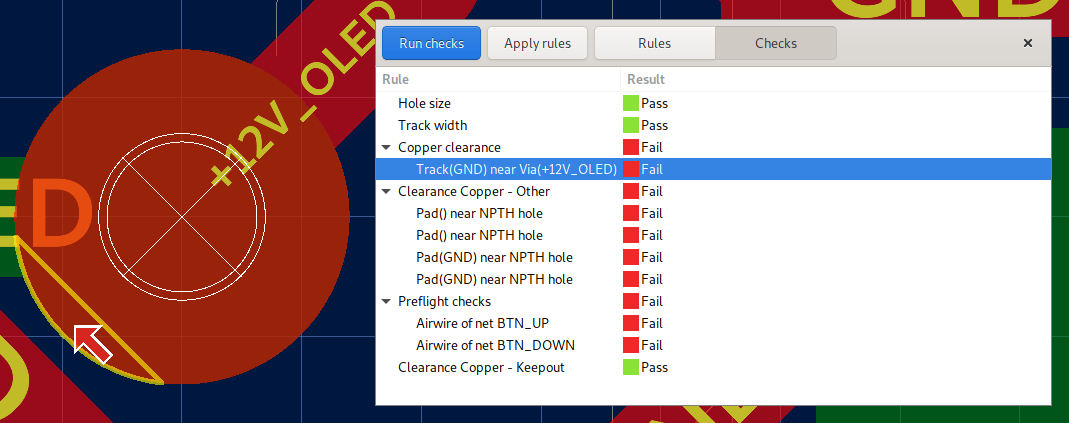 GND
+12V_OLED
ED
Run checks
Apply rules
Rules
Checks
Rule
Result
Hole size
Pass
Track width
Pass
Copper clearance
Fail
Track(GND) near Via(+12V_OLED)
Fail
Clearance Copper - Other
Fail
Pad() near NPTH hole
Fail
Pad() near NPTH hole
Fail
Pad(GND) near NPTH hole
Fail
Pad(GND) near NPTH hole
Fail
Preflight checks
Fail
Airwire of net BTN_UP
Fail
Airwire of net BTN_DOWN
Fail
Clearance Copper - Keepout
Pass